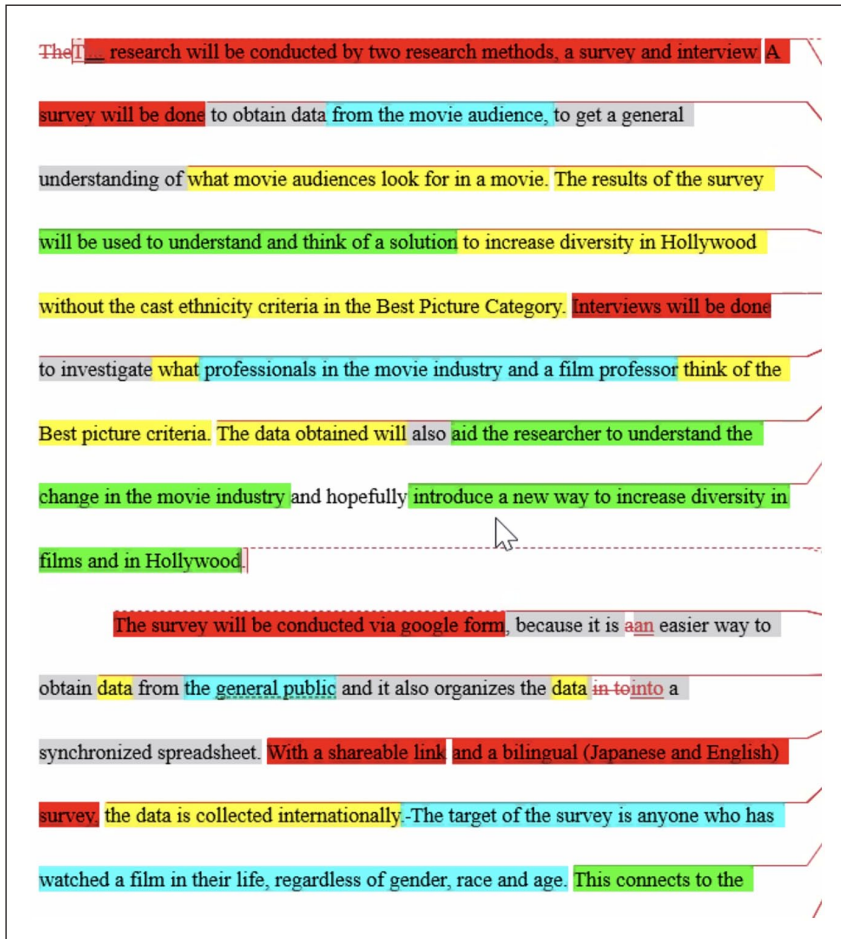 TheT... research will be conducted by two research methods, a survey and interview. A
survey will be done to obtain data from the movie audience, to get a general
understanding of what movie audiences look for in a movie. The results of the survey
will be used to understand and think of a solution to increase diversity in Hollywood
without the cast ethnicity criteria in the Best Picture Category. Interviews will be done
to investigate what professionals in the movie industry and a film professor think of the
Best picture criteria. The data obtained will also aid the researcher to understand the
change in the movie industry and hopefully introduce a new way to increase diversity in
films and in Hollywood.
The survey will be conducted via google form, because it is aan easier way to
obtain data from the general public and it also organizes the data in tointo a
synchronized spreadsheet. With a shareable link and a bilingual (Japanese and English)
survey, the data is collected internationally.-The target of the survey is anyone who has
watched a film in their life, regardless of gender, race and age. This connects to the